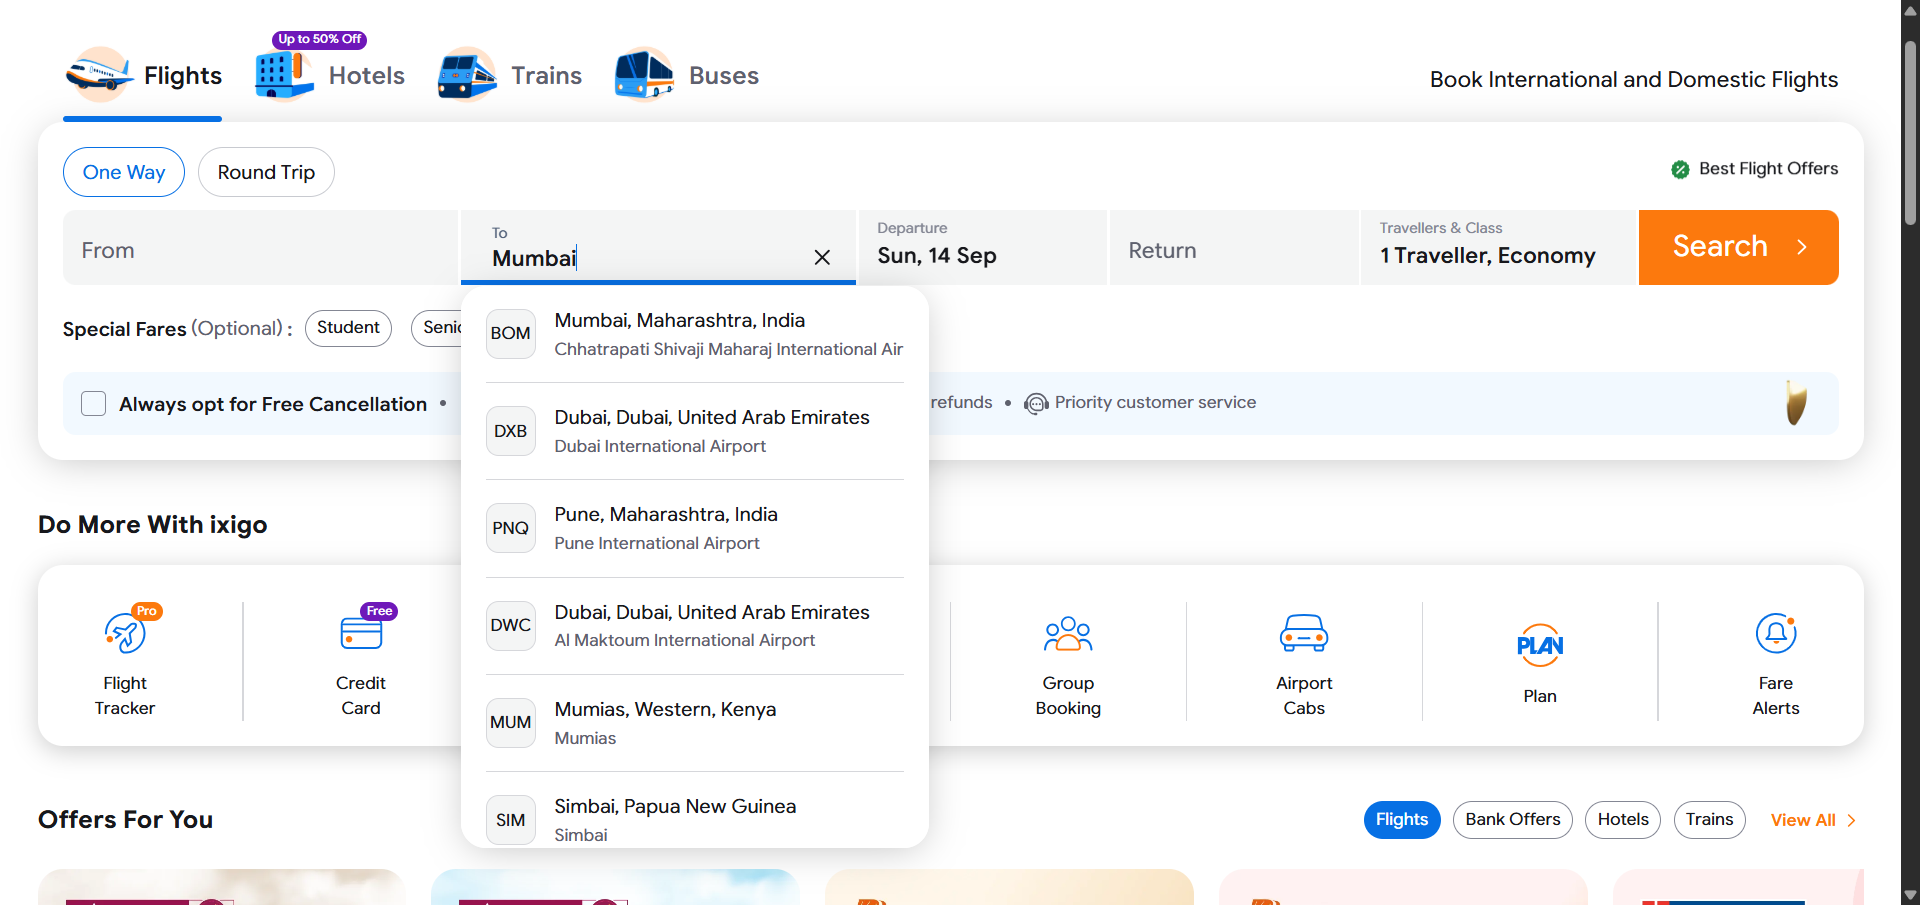 Up to 50% Off
Flights
Hotels
Trains
Buses
Book International and Domestic Flights
One Way
Round Trip
Best Flight Offers
From
To
Mumbai
Departure
Sun, 14 Sep
Return
Travellers & Class
1 Traveller, Economy
Search
Special Fares (Optional) :
Student
Senio
BOM
Mumbai, Maharashtra, India
Chhatrapati Shivaji Maharaj International Air
DXB
Dubai, Dubai, United Arab Emirates
Dubai International Airport
PNQ
Pune, Maharashtra, India
Pune International Airport
DWC
Dubai, Dubai, United Arab Emirates
Al Maktoum International Airport
MUM
Mumias, Western, Kenya
Mumias
SIM
Simbai, Papua New Guinea
Simbai
Always opt for Free Cancellation •
refunds • Priority customer service
Do More With ixigo
Pro
Flight
Tracker
Free
Credit
Card
Group
Booking
Airport
Cabs
PLAN
Plan
Fare
Alerts
Offers For You
Flights
Bank Offers
Hotels
Trains
View All